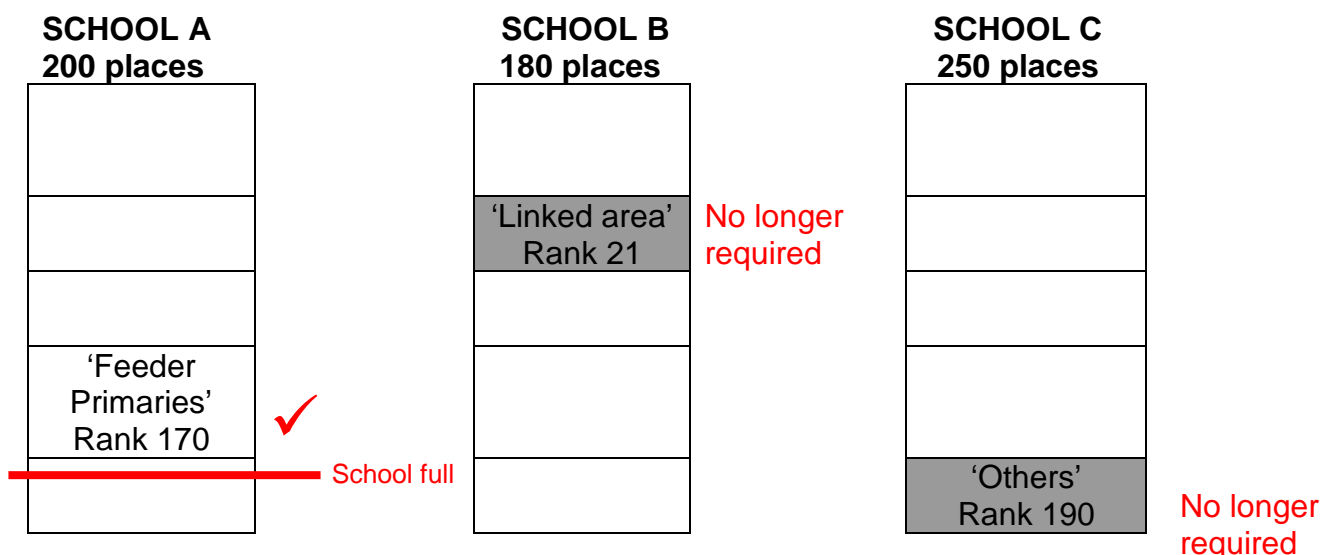 SCHOOL A
200 places
SCHOOL B
180 places
SCHOOL C
250 places
‘Linked area’
Rank 21
No longer
required
‘Feeder
Primaries’
Rank 170
School full
‘Others’
Rank 190
No longer
required